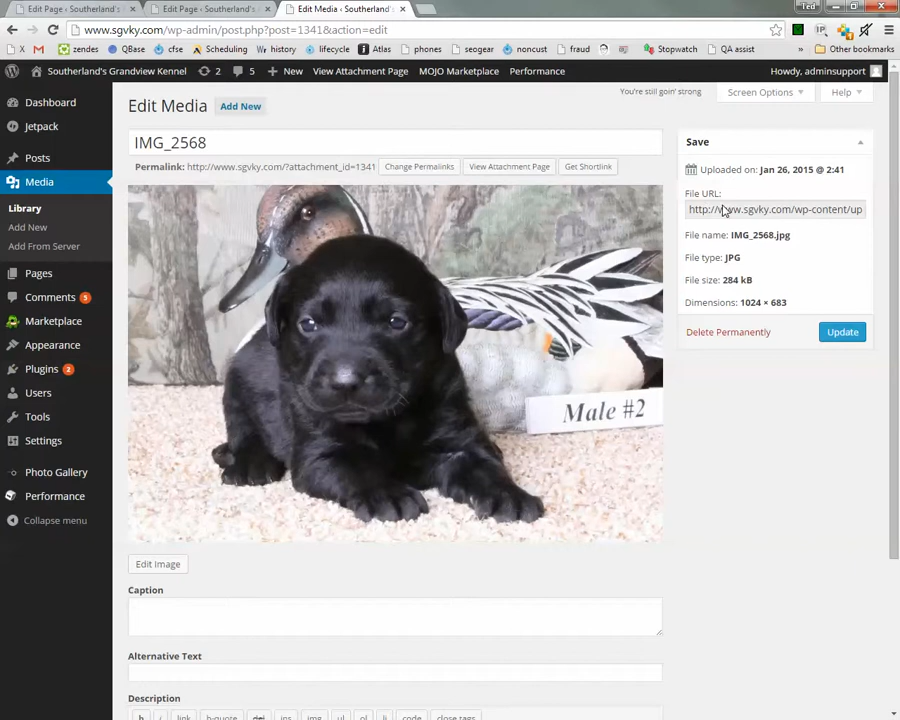 Edit Page ‹ Southerland's
Edit Page ‹ Southerland's
Edit Media ‹ Southerland's
Ted
www.sgvky.com/wp-admin/post.php?post=1341&action=edit
X
zendes
QBase
cfse
Scheduling
history
lifecycle
Atlas
phones
seogear
noncust
fraud
Stopwatch
QA assist
»
Other bookmarks
Southerland's Grandview Kennel
2
5
+ New
View Attachment Page
MOJO Marketplace
Performance
Howdy, adminsupport
Dashboard
Jetpack
Posts
Media
Library
Add New
Add From Server
Pages
Comments 5
Marketplace
Appearance
Plugins 2
Users
Tools
Settings
Photo Gallery
Performance
Collapse menu
You're still goin' strong
Screen Options
Help
Edit Media
Add New
IMG_2568
Permalink: http://www.sgvky.com/?attachment_id=1341
Change Permalinks
View Attachment Page
Get Shortlink
Male #2
Edit Image
Caption
Alternative Text
Description
b
i
link
b-quote
del
ins
img
ul
ol
li
code
close tags
Save
Uploaded on: Jan 26, 2015 @ 2:41
File URL:
http://www.sgvky.com/wp-content/up
File name: IMG_2568.jpg
File type: JPG
File size: 284 kB
Dimensions: 1024 × 683
Delete Permanently
Update